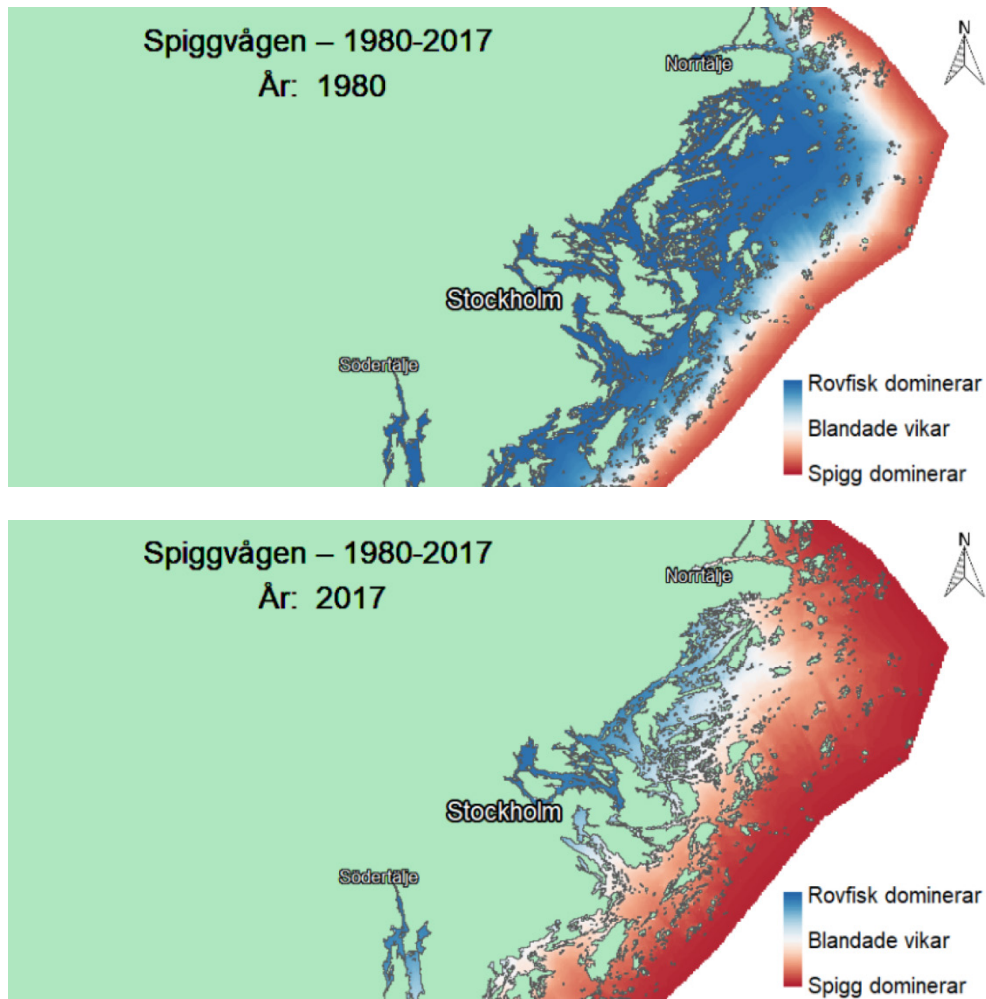 Spiggvågen – 1980-2017
År: 1980
N
Norrtälje
Stockholm
Södertälje
Rovfisk dominerar
Blandade vikar
Spigg dominerar
Spiggvågen – 1980-2017
År: 2017
N
Norrtälje
Stockholm
Södertälje
Rovfisk dominerar
Blandade vikar
Spigg dominerar